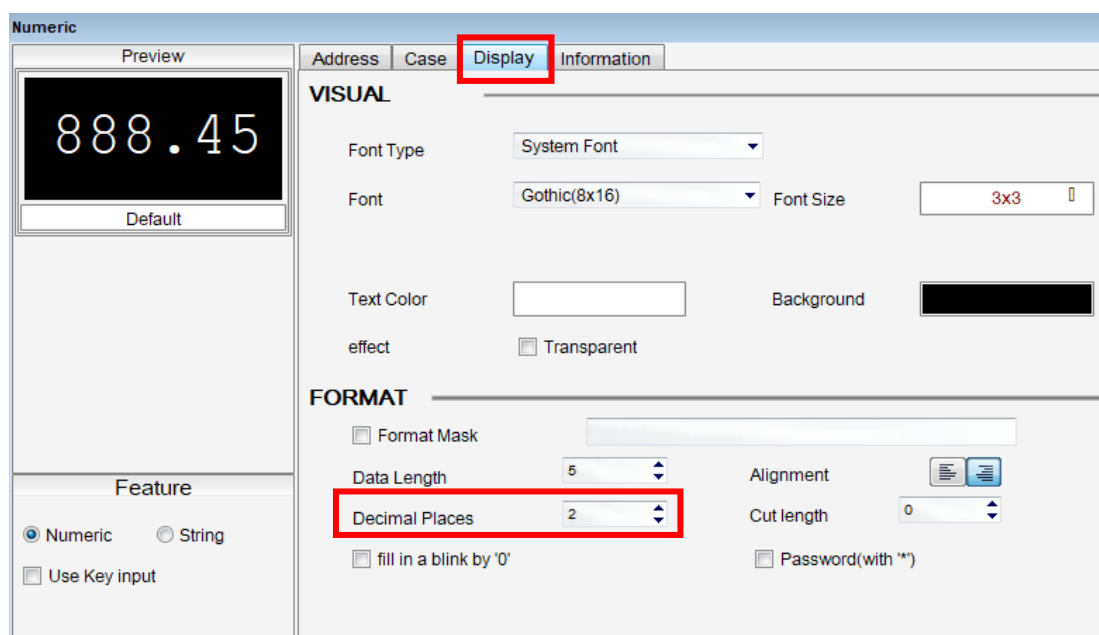 Numeric
Preview
888.45
Default
Address Case Display Information
VISUAL
Font Type System Font
Font Gothic(8x16) Font Size 3x3
Text Color Background
effect Transparent
FORMAT
Format Mask
Data Length 5 Alignment
Decimal Places 2 Cut length 0
fill in a blink by '0' Password(with '*')
Feature
Numeric String
Use Key input